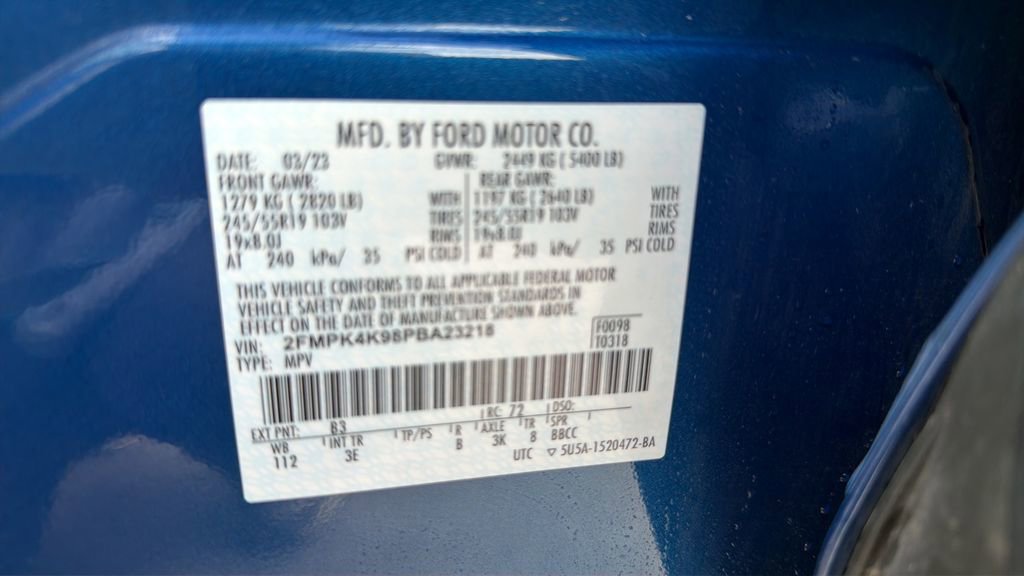 MFD. BY FORD MOTOR CO.
DATE: 03/23 GVWR: 2449 KG ( 5400 LB)
FRONT GAWR: REAR GAWR:
1279 KG ( 2820 LB) WITH 1197 KG ( 2640 LB) WITH
245/55R19 103V TIRES 245/55R19 103V TIRES
19x8.0J RIMS 19x8.0J RIMS
AT 240 kPa/ 35 PSI COLD AT 240 kPa/ 35 PSI COLD
THIS VEHICLE CONFORMS TO ALL APPLICABLE FEDERAL MOTOR
VEHICLE SAFETY AND THEFT PREVENTION STANDARDS IN
EFFECT ON THE DATE OF MANUFACTURE SHOWN ABOVE.
VIN: 2FMPK4K98PBA23218 F0098
TYPE: MPV T0318
EXT PNT: B3 RC: 72 DSO:
WB INT TR TP/PS R AXLE TR SPR
112 3E B 3K 8 BBCC
UTC ▽ 5U5A-1520472-BA